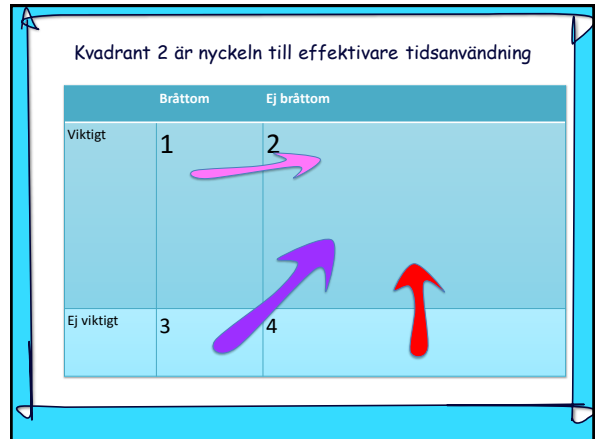 Kvadrant 2 är nyckeln till effektivare tidsanvändning
Bråttom Ej bråttom
Viktigt 1 2
Ej viktigt 3 4